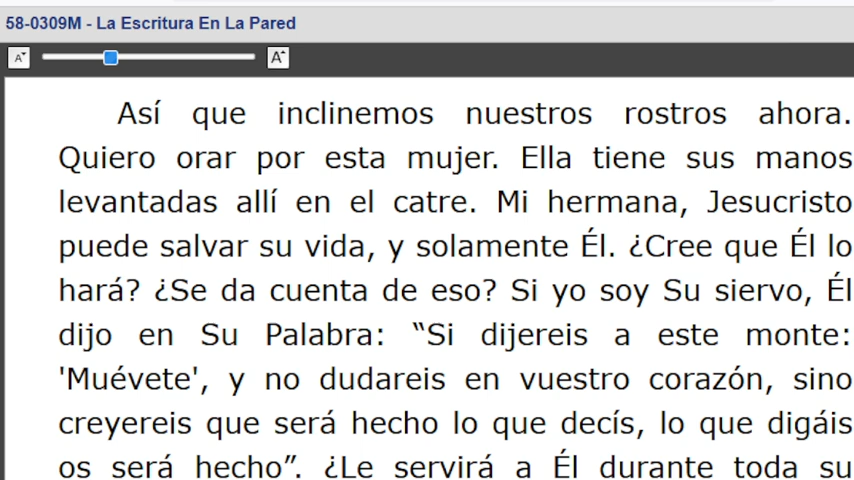 58-0309M - La Escritura En La Pared
A A
Así que inclinemos nuestros rostros ahora.
Quiero orar por esta mujer. Ella tiene sus manos
levantadas allí en el catre. Mi hermana, Jesucristo
puede salvar su vida, y solamente Él. ¿Cree que Él lo
hará? ¿Se da cuenta de eso? Si yo soy Su siervo, Él
dijo en Su Palabra: “Si dijereis a este monte:
'Muévete', y no dudareis en vuestro corazón, sino
creyereis que será hecho lo que decís, lo que digáis
os será hecho”. ¿Le servirá a Él durante toda su